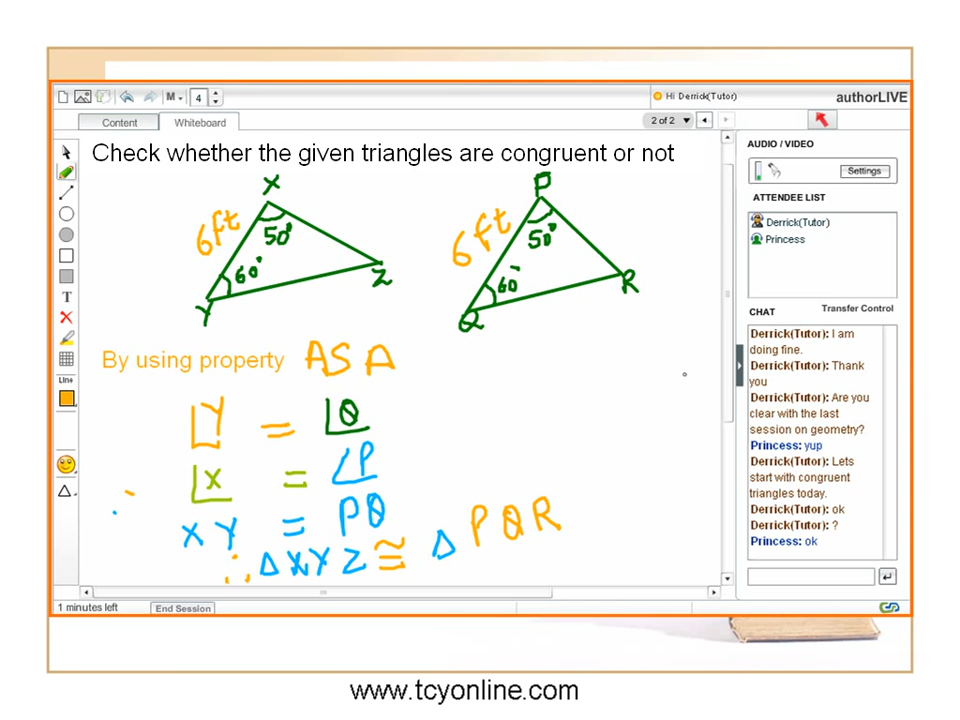 M
4
Hi Derrick(Tutor)
authorLIVE
Content
Whiteboard
2 of 2
Check whether the given triangles are congruent or not
AUDIO / VIDEO
Settings
ATTENDEE LIST
Derrick(Tutor)
Princess
X
6ft
50°
60°
Y
Z
P
6ft
50°
60°
Q
R
T
Line
By using property ASA
∠Y = ∠Q
∠X = ∠P
XY = PQ
∴ ΔXYZ ≅ Δ PQR
CHAT
Transfer Control
Derrick(Tutor): I am
doing fine.
Derrick(Tutor): Thank
you
Derrick(Tutor): Are you
clear with the last
session on geometry?
Princess: yup
Derrick(Tutor): Lets
start with congruent
triangles today.
Derrick(Tutor): ok
Derrick(Tutor): ?
Princess: ok
1 minutes left
End Session
www.tcyonline.com